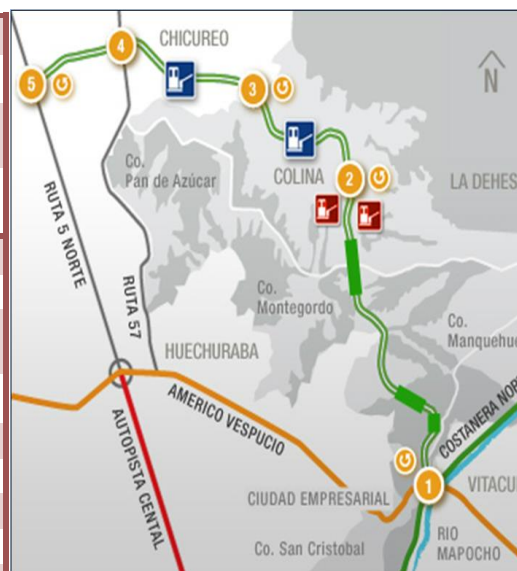 4
CHICUREO
5
3
N
Co.
Pan de Azúcar
COLINA
2
LA DEHES
RUTA 5 NORTE
RUTA 57
Co.
Montegordo
Co.
Manquehue
HUECHURABA
AMERICO VESPUCIO
COSTANERA NOR
AUTOPISTA CENTAL
1
VITACU
CIUDAD EMPRESARIAL
Co. San Cristobal
RIO
MAPOCHO